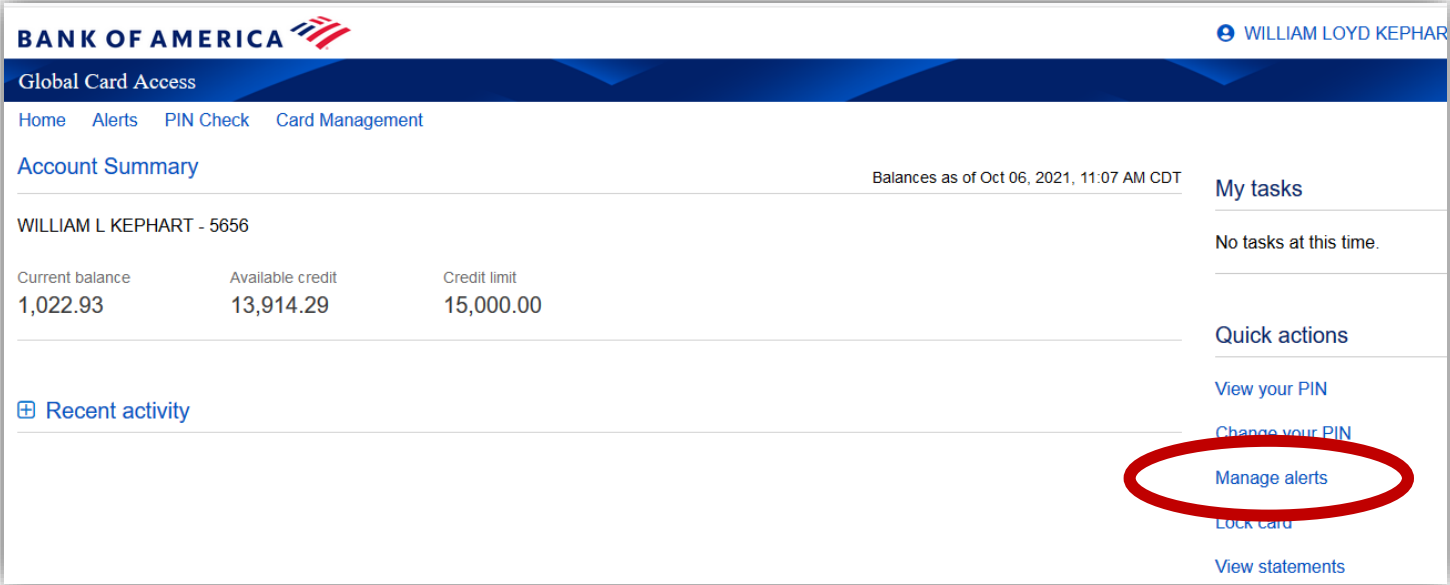 BANK OF AMERICA
WILLIAM LOYD KEPHAR
Global Card Access
Home Alerts PIN Check Card Management
Account Summary
Balances as of Oct 06, 2021, 11:07 AM CDT
WILLIAM L KEPHART - 5656
Current balance Available credit Credit limit
1,022.93 13,914.29 15,000.00
Recent activity
My tasks
No tasks at this time.
Quick actions
View your PIN
Change your PIN
Manage alerts
Lock card
View statements